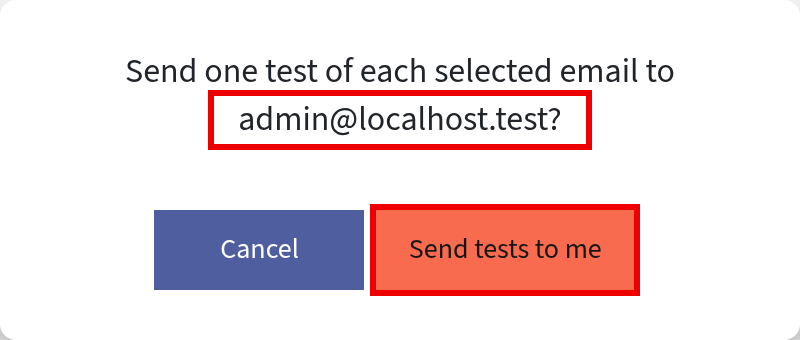 Send one test of each selected email to
admin@localhost.test?
Cancel
Send tests to me